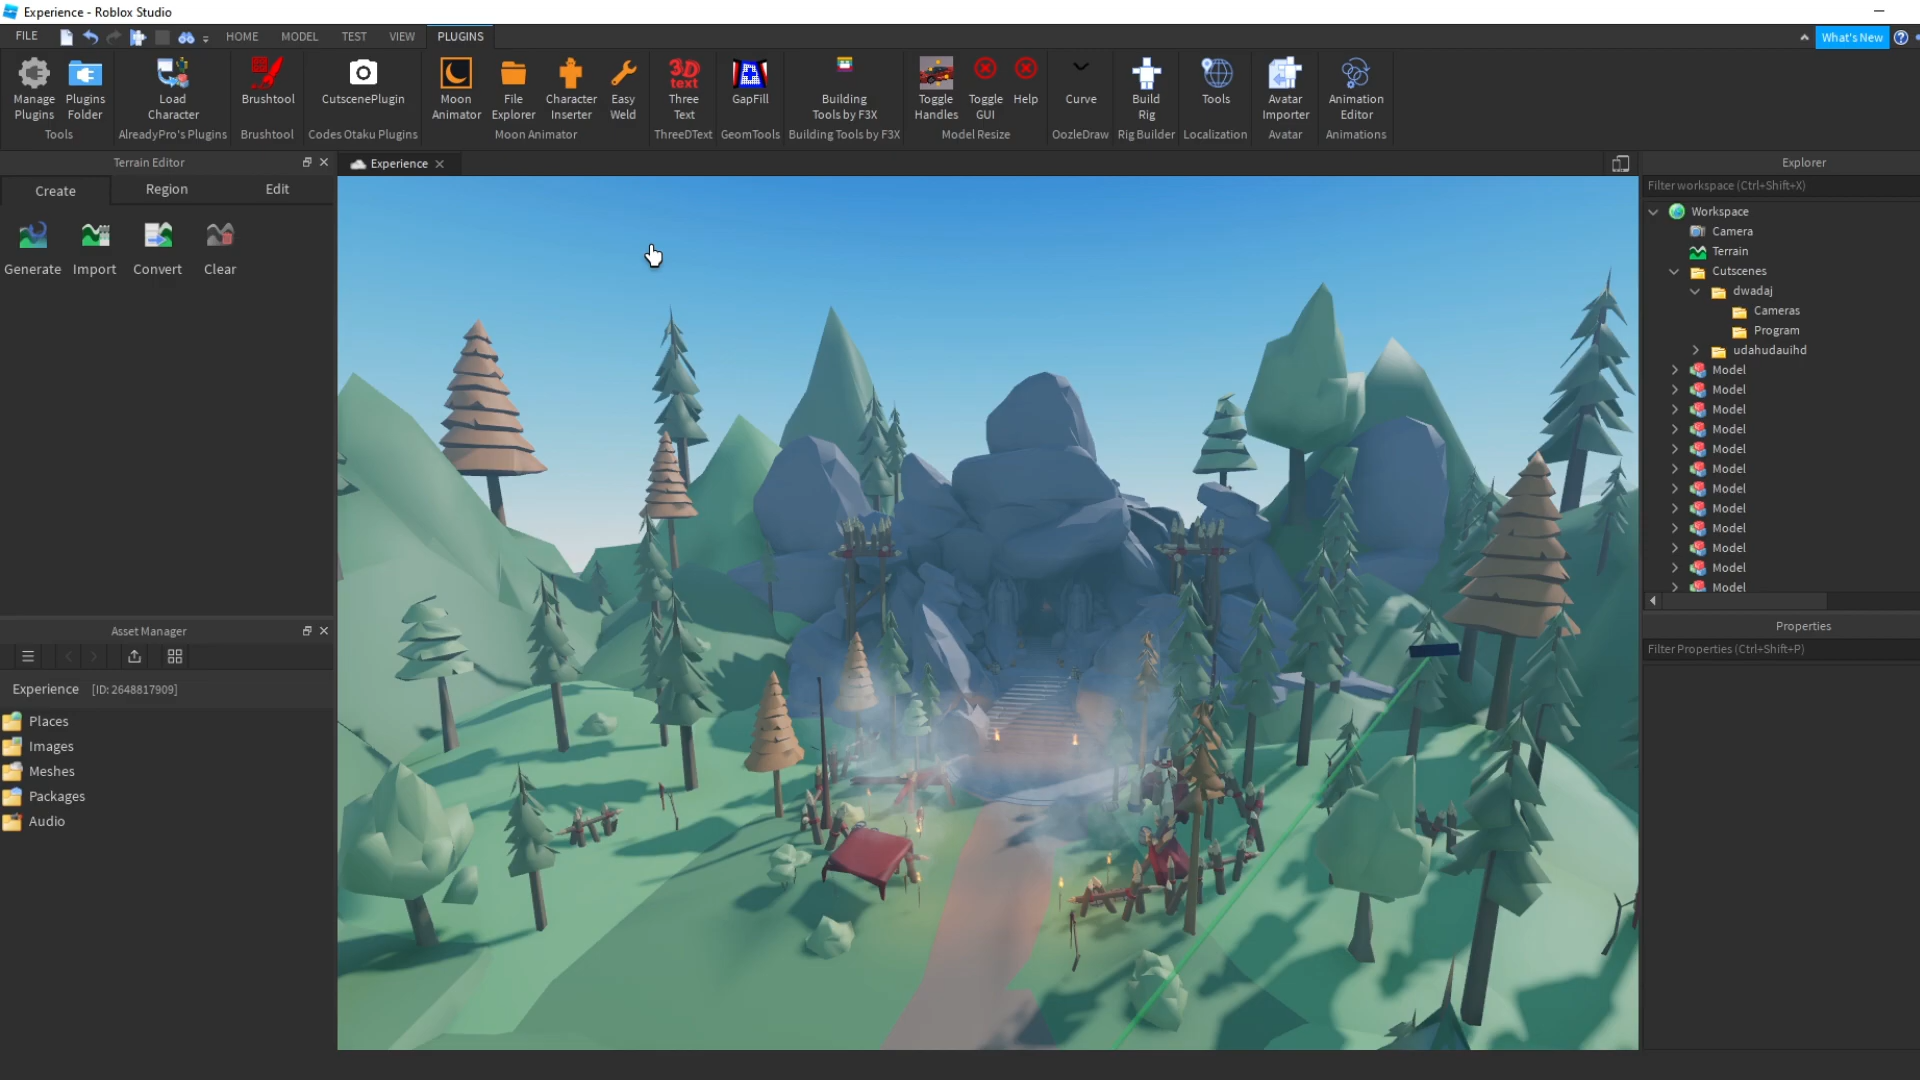 Experience - Roblox Studio
FILE HOME MODEL TEST VIEW PLUGINS What's New
Manage Plugins
Plugins Folder
Tools
Load Character
AlreadyPro's Plugins
Brushtool
Brushtool
CutscenePlugin
Codes Otaku Plugins
Moon Animator
File Explorer
Character Inserter
Easy Weld
Moon Animator
3D text
Three Text
ThreeDText
GapFill
GeomTools
Building Tools by F3X
Building Tools by F3X
Toggle Handles
Toggle GUI
Help
Model Resize
Curve
OozleDraw
Build Rig
Rig Builder
Tools
Localization
Avatar Importer
Avatar
Animation Editor
Animations
Terrain Editor
Create Region Edit
Generate Import Convert Clear
Experience
Asset Manager
Experience [ID: 2648817909]
Places
Images
Meshes
Packages
Audio
Explorer
Filter workspace (Ctrl+Shift+X)
Workspace
Camera
Terrain
Cutscenes
dwadaj
Cameras
Program
udahudauihd
Model
Model
Model
Model
Model
Model
Model
Model
Model
Model
Model
Model
Properties
Filter Properties (Ctrl+Shift+P)